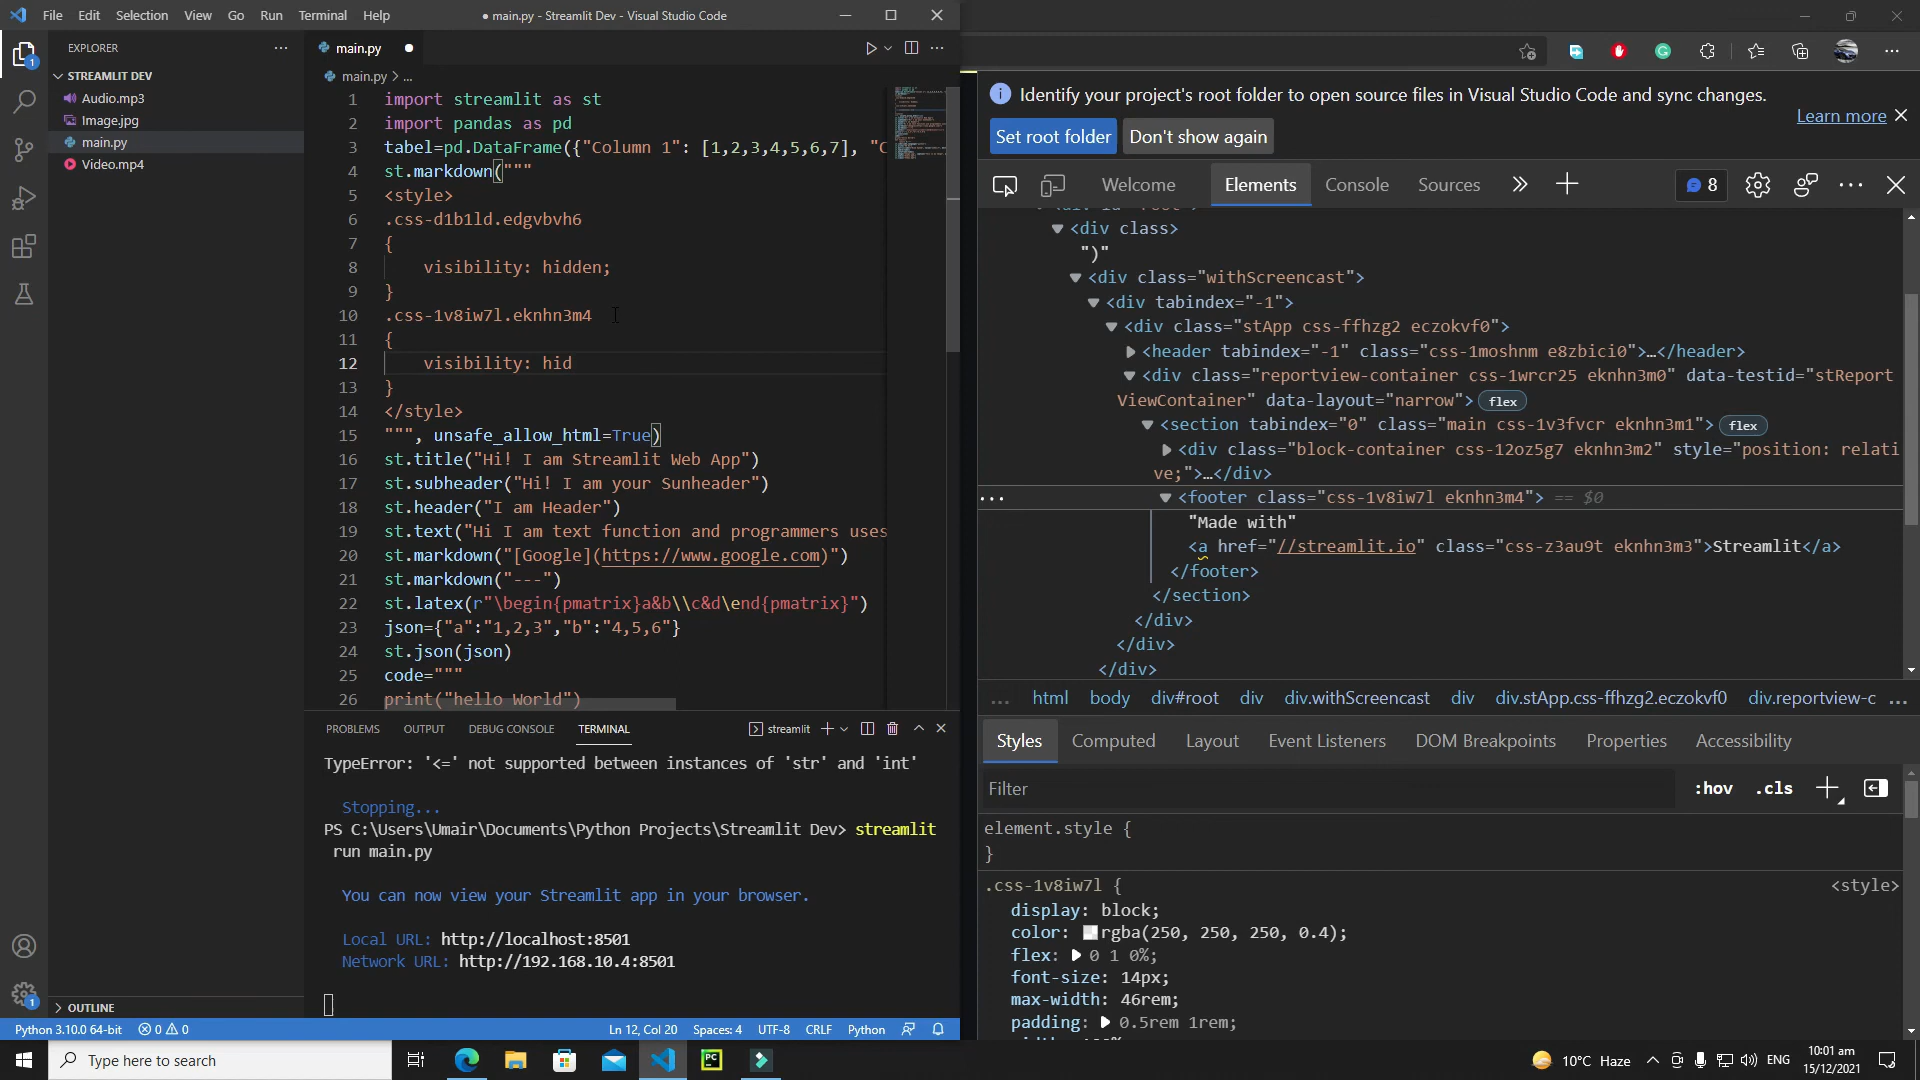 File Edit Selection View Go Run Terminal Help
● main.py - Streamlit Dev - Visual Studio Code
EXPLORER
STREAMLIT DEV
Audio.mp3
Image.jpg
main.py
Video.mp4
OUTLINE
main.py
main.py > ...
1 import streamlit as st
2 import pandas as pd
3 tabel=pd.DataFrame({"Column 1": [1,2,3,4,5,6,7], "C
4 st.markdown("""
5 <style>
6 .css-d1b1ld.edgvbvh6
7 {
8 visibility: hidden;
9 }
10 .css-1v8iw7l.eknhn3m4
11 {
12 visibility: hid
13 }
14 </style>
15 """, unsafe_allow_html=True)
16 st.title("Hi! I am Streamlit Web App")
17 st.subheader("Hi! I am your Sunheader")
18 st.header("I am Header")
19 st.text("Hi I am text function and programmers uses
20 st.markdown("[Google](https://www.google.com)")
21 st.markdown("---")
22 st.latex(r"\begin{pmatrix}a&b\\c&d\end{pmatrix}")
23 json={"a":"1,2,3","b":"4,5,6"}
24 st.json(json)
25 code="""
26 print("hello World")
PROBLEMS OUTPUT DEBUG CONSOLE TERMINAL
streamlit
TypeError: '<=' not supported between instances of 'str' and 'int'
Stopping...
PS C:\Users\Umair\Documents\Python Projects\Streamlit Dev> streamlit
run main.py
You can now view your Streamlit app in your browser.
Local URL: http://localhost:8501
Network URL: http://192.168.10.4:8501
Python 3.10.0 64-bit
0 0
Ln 12, Col 20 Spaces: 4 UTF-8 CRLF Python
Identify your project's root folder to open source files in Visual Studio Code and sync changes.
Learn more
Set root folder
Don't show again
Welcome Elements Console Sources
8
<div class>
")"
<div class="withScreencast">
<div tabindex="-1">
<div class="stApp css-ffhzg2 eczokvf0">
<header tabindex="-1" class="css-1moshnm e8zbici0">…</header>
<div class="reportview-container css-1wrcr25 eknhn3m0" data-testid="stReport
ViewContainer" data-layout="narrow"> flex
<section tabindex="0" class="main css-1v3fvcr eknhn3m1"> flex
<div class="block-container css-12oz5g7 eknhn3m2" style="position: relati
ve;">…</div>
<footer class="css-1v8iw7l eknhn3m4"> == $0
"Made with"
<a href="//streamlit.io" class="css-z3au9t eknhn3m3">Streamlit</a>
</footer>
</section>
</div>
</div>
</div>
... html body div#root div div.withScreencast div div.stApp.css-ffhzg2.eczokvf0 div.reportview-c ...
Styles Computed Layout Event Listeners DOM Breakpoints Properties Accessibility
Filter
:hov .cls
element.style {
}
.css-1v8iw7l {
<style>
display: block;
color: rgba(250, 250, 250, 0.4);
flex: 0 1 0%;
font-size: 14px;
max-width: 46rem;
padding: 0.5rem 1rem;
Type here to search
10°C Haze
ENG
10:01 am
15/12/2021